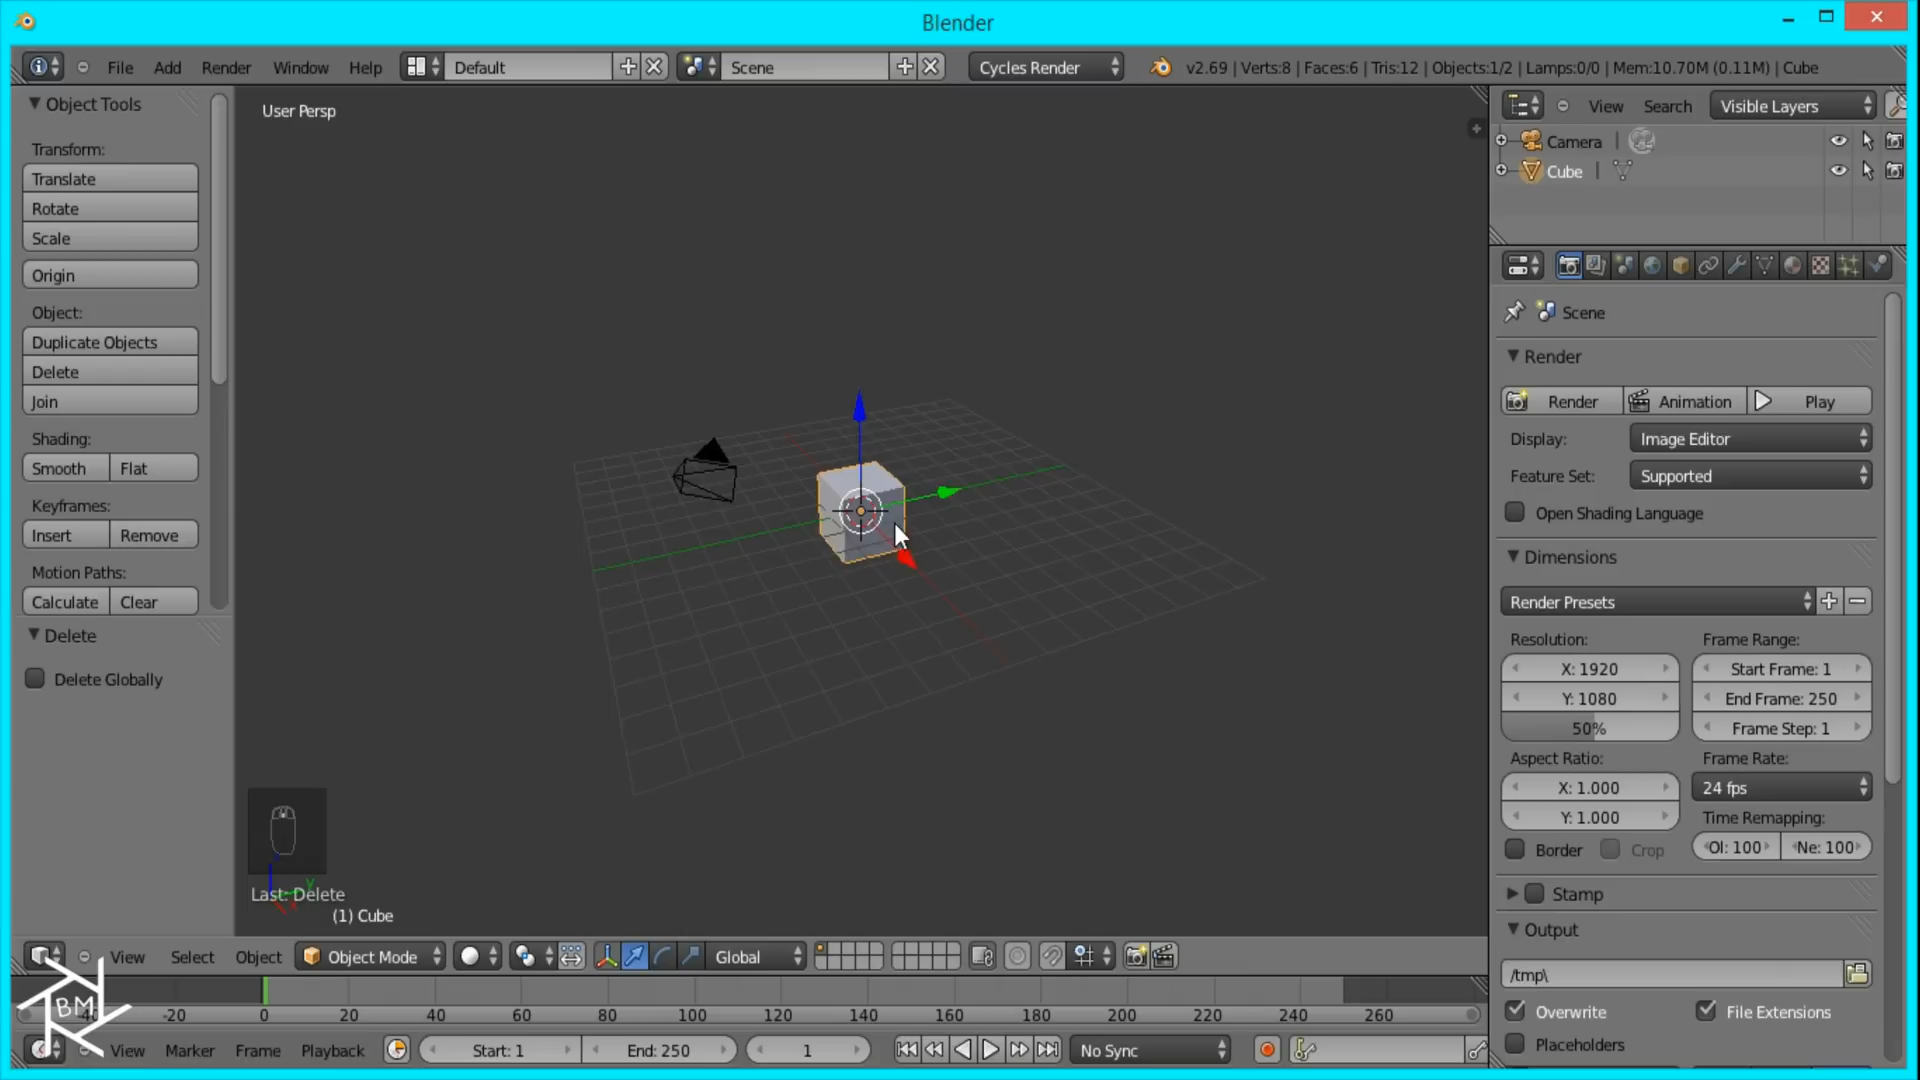 Blender
File Add Render Window Help Default Scene Cycles Render v2.69 | Verts:8 | Faces:6 | Tris:12 | Objects:1/2 | Lamps:0/0 | Mem:10.70M (0.11M) | Cube
Object Tools
Transform:
Translate
Rotate
Scale
Origin
Object:
Duplicate Objects
Delete
Join
Shading:
Smooth Flat
Keyframes:
Insert Remove
Motion Paths:
Calculate Clear
Delete
Delete Globally
User Persp
Last: Delete
(1) Cube
View Search Visible Layers
Camera
Cube
Scene
Render
Render Animation Play
Display: Image Editor
Feature Set: Supported
Open Shading Language
Dimensions
Render Presets
Resolution: Frame Range:
X: 1920 Start Frame: 1
Y: 1080 End Frame: 250
50% Frame Step: 1
Aspect Ratio: Frame Rate:
X: 1.000 24 fps
Y: 1.000 Time Remapping:
Border Crop Ol: 100 Ne: 100
Stamp
Output
/tmp\
Overwrite File Extensions
Placeholders
View Select Object Object Mode Global
-40 -20 0 20 40 60 80 100 120 140 160 180 200 220 240 260
BM
View Marker Frame Playback Start: 1 End: 250 1 No Sync